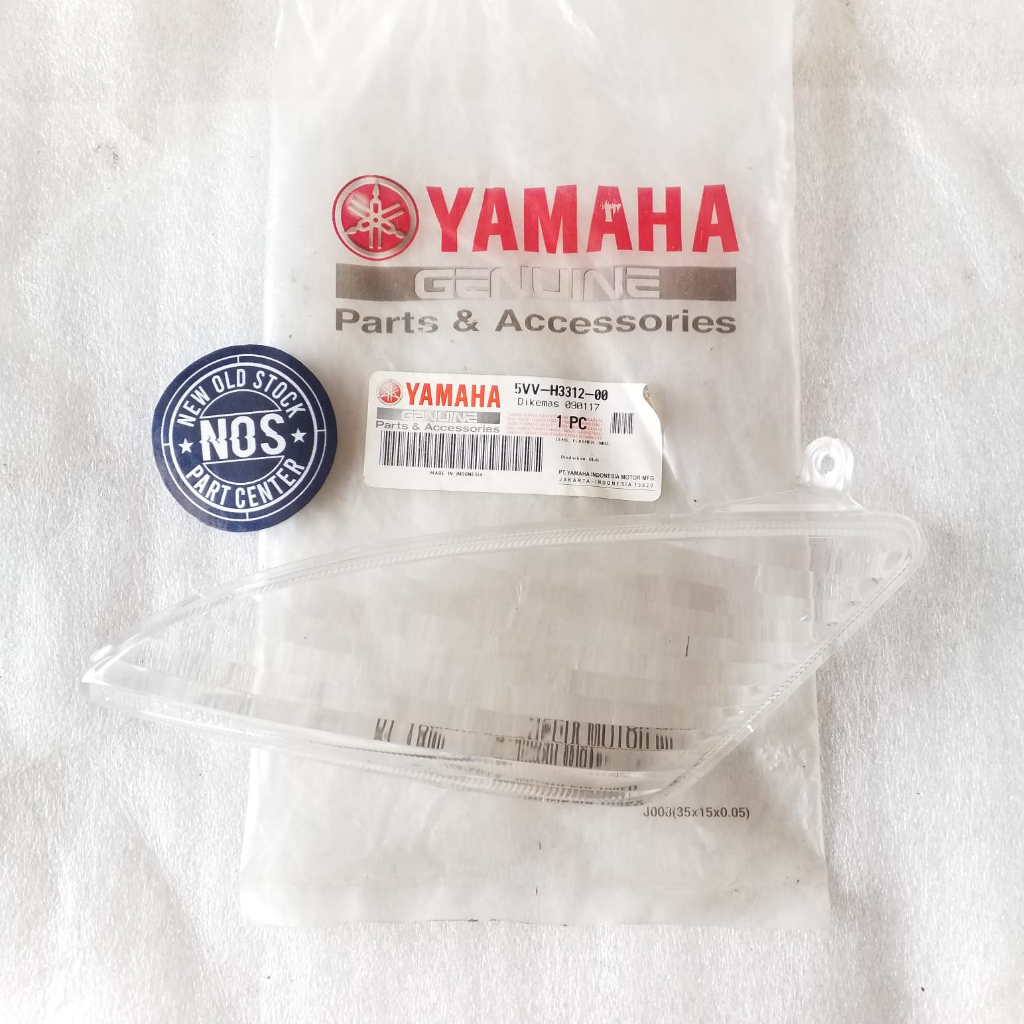 YAMAHA
GENUINE
Parts & Accessories
NEW OLD STOCK
NOS
PART CENTER
YAMAHA
GENUINE
Parts & Accessories
5VV-H3312-00
Dikemas 090117
1 PC
MADE IN INDONESIA
PT. YAMAHA INDONESIA MOTOR MFG.
JAKARTA-INDONESIA 13920
J003(35x15x0.05)